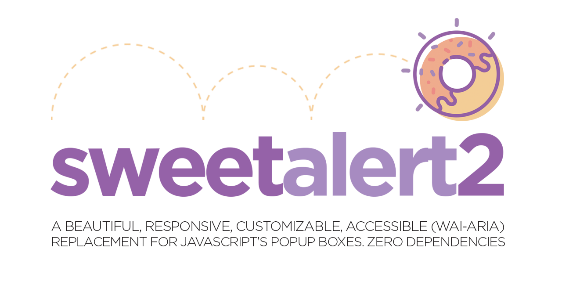 sweetalert2
A BEAUTIFUL, RESPONSIVE, CUSTOMIZABLE, ACCESSIBLE (WAI-ARIA)
REPLACEMENT FOR JAVASCRIPT'S POPUP BOXES. ZERO DEPENDENCIES